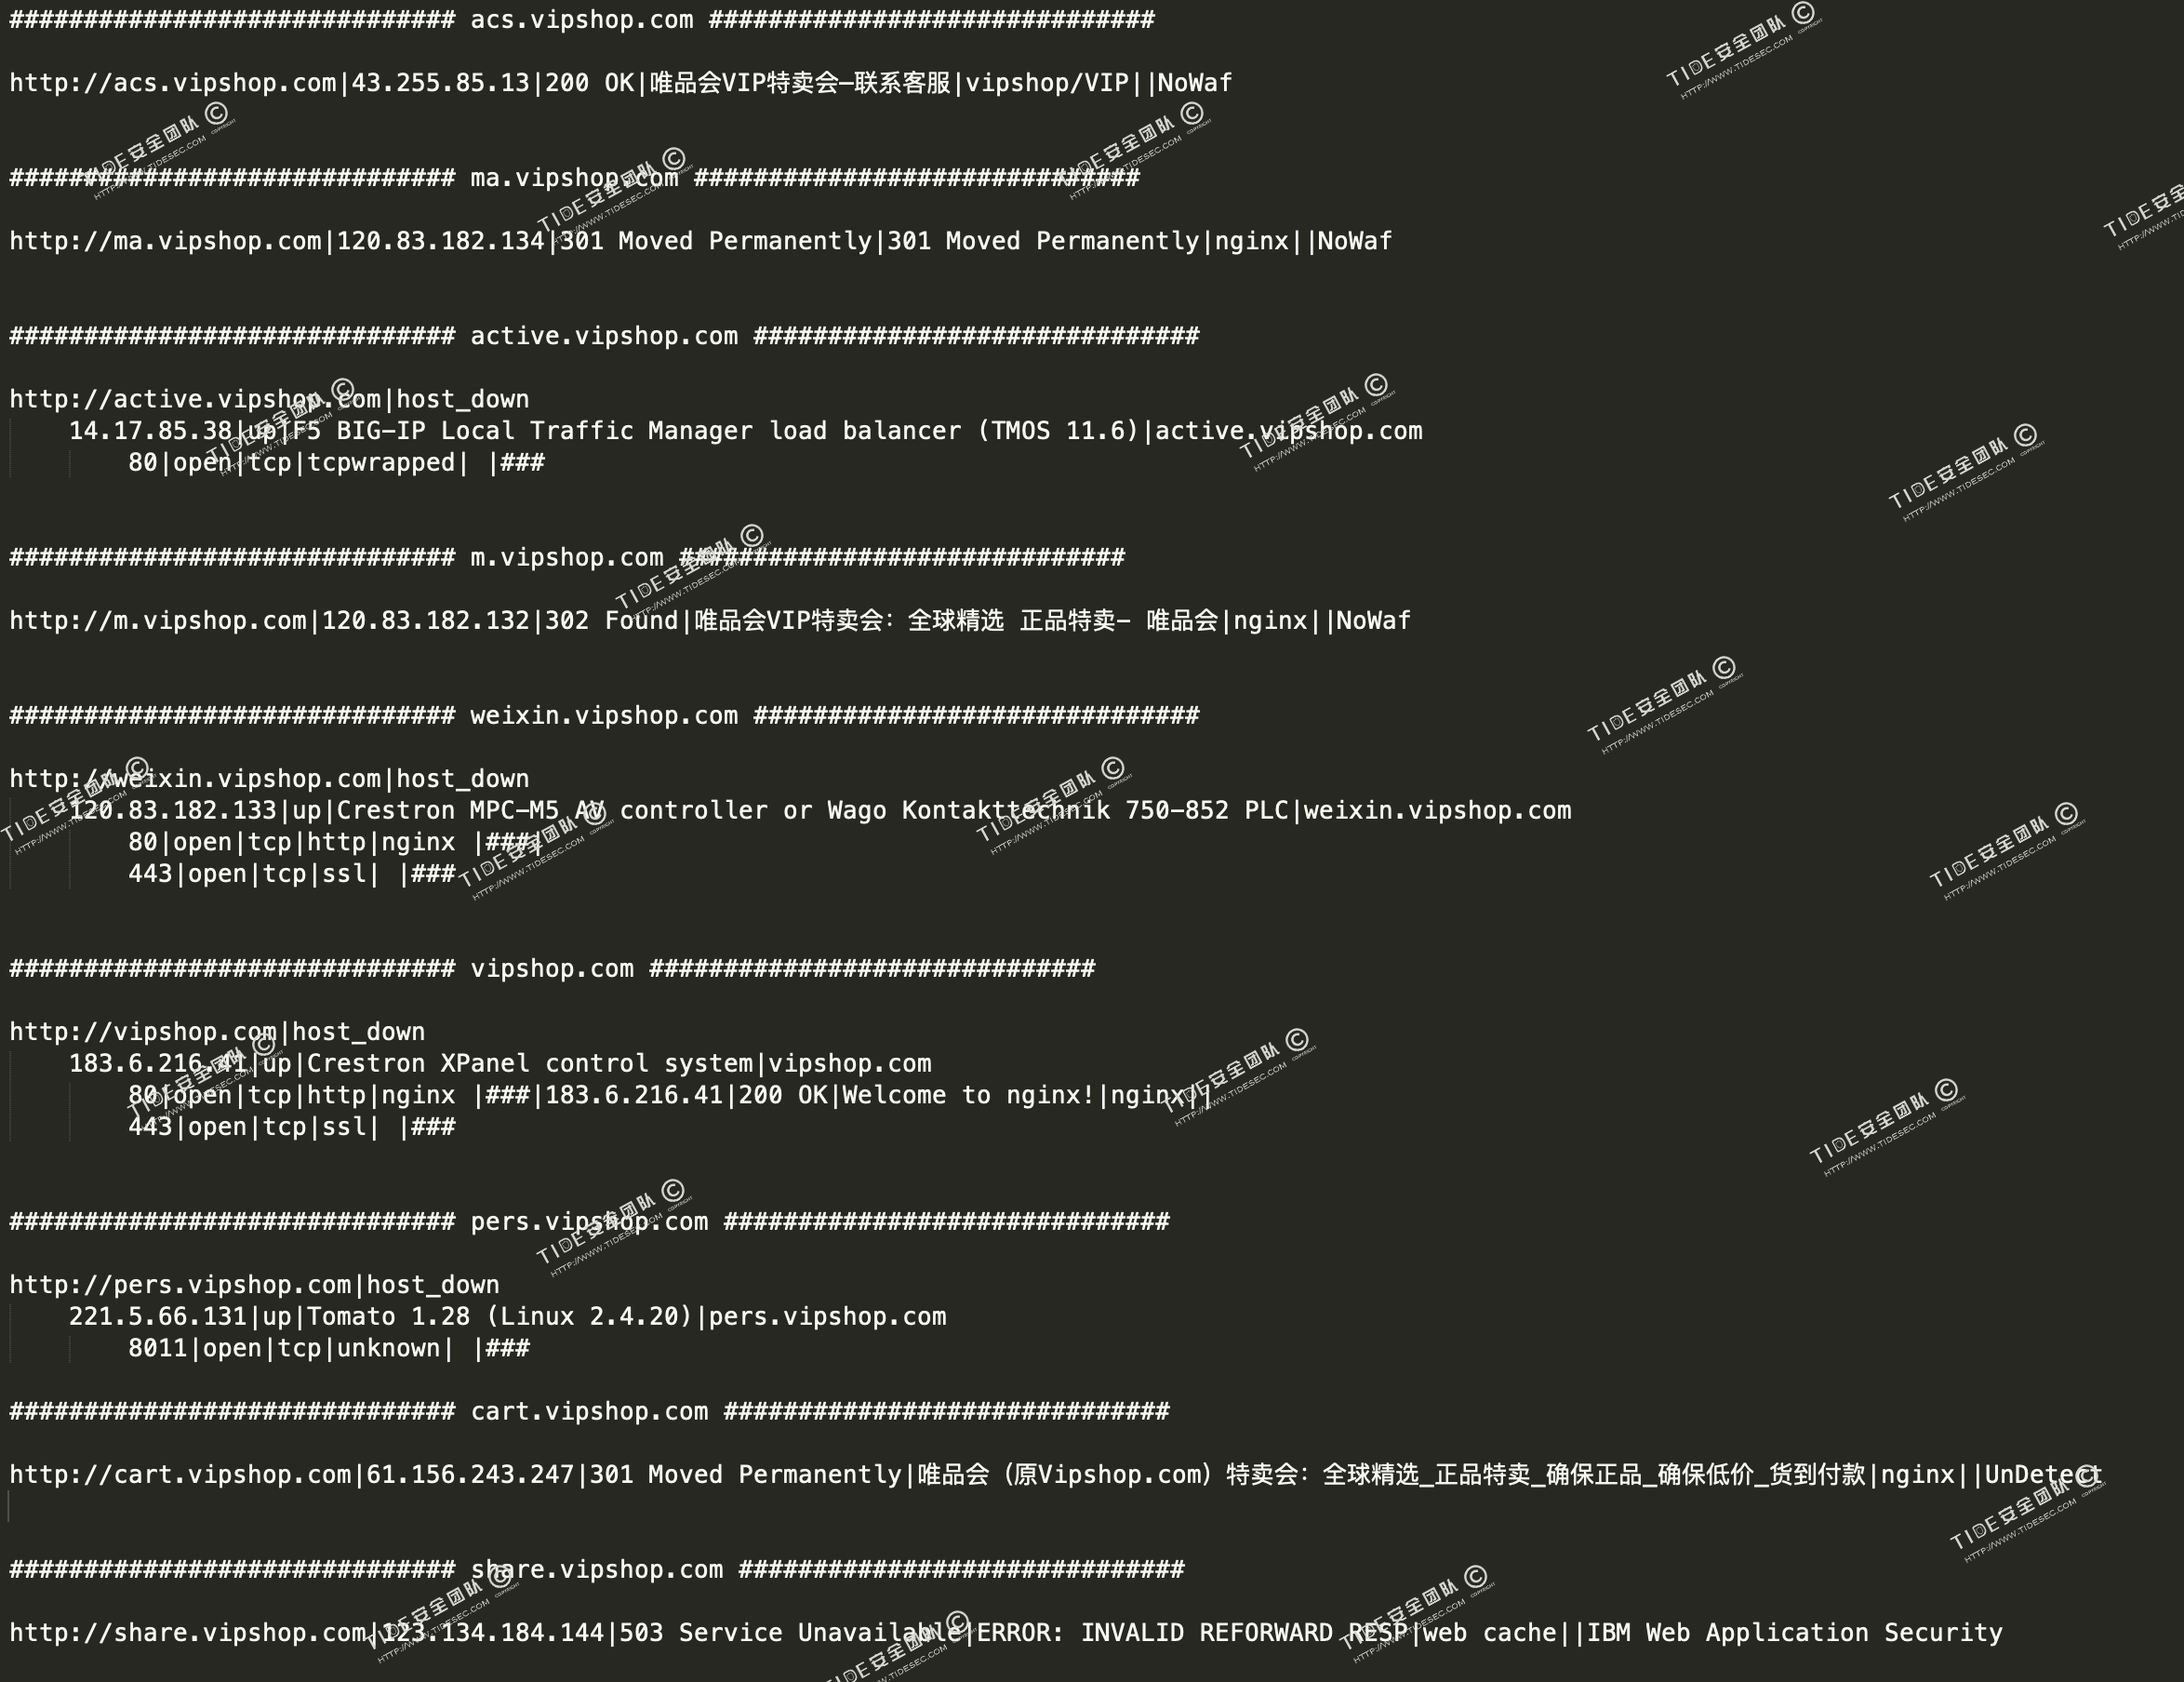 ############################## acs.vipshop.com ##############################
http://acs.vipshop.com|43.255.85.13|200 OK|唯品会VIP特卖会—联系客服|vipshop/VIP||NoWaf
############################## ma.vipshop.com ##############################
http://ma.vipshop.com|120.83.182.134|301 Moved Permanently|301 Moved Permanently|nginx||NoWaf
############################## active.vipshop.com ##############################
http://active.vipshop.com|host_down
14.17.85.38|up|F5 BIG-IP Local Traffic Manager load balancer (TMOS 11.6)|active.vipshop.com
80|open|tcp|tcpwrapped| |###
############################## m.vipshop.com ##############################
http://m.vipshop.com|120.83.182.132|302 Found|唯品会VIP特卖会：全球精选 正品特卖- 唯品会|nginx||NoWaf
############################## weixin.vipshop.com ##############################
http://weixin.vipshop.com|host_down
120.83.182.133|up|Crestron MPC-M5 AV controller or Wago Kontakttechnik 750-852 PLC|weixin.vipshop.com
80|open|tcp|http|nginx |###|
443|open|tcp|ssl| |###
############################## vipshop.com ##############################
http://vipshop.com|host_down
183.6.216.41|up|Crestron XPanel control system|vipshop.com
80|open|tcp|http|nginx |###|183.6.216.41|200 OK|Welcome to nginx!|nginx||
443|open|tcp|ssl| |###
############################## pers.vipshop.com ##############################
http://pers.vipshop.com|host_down
221.5.66.131|up|Tomato 1.28 (Linux 2.4.20)|pers.vipshop.com
8011|open|tcp|unknown| |###
############################## cart.vipshop.com ##############################
http://cart.vipshop.com|61.156.243.247|301 Moved Permanently|唯品会（原Vipshop.com）特卖会：全球精选_正品特卖_确保正品_确保低价_货到付款|nginx||UnDetect
############################## share.vipshop.com ##############################
http://share.vipshop.com|123.134.184.144|503 Service Unavailable|ERROR: INVALID REFORWARD RESP|web cache||IBM Web Application Security
TIDE安全团队 ©
HTTP://WWW.TIDESEC.COM COPYRIGHT